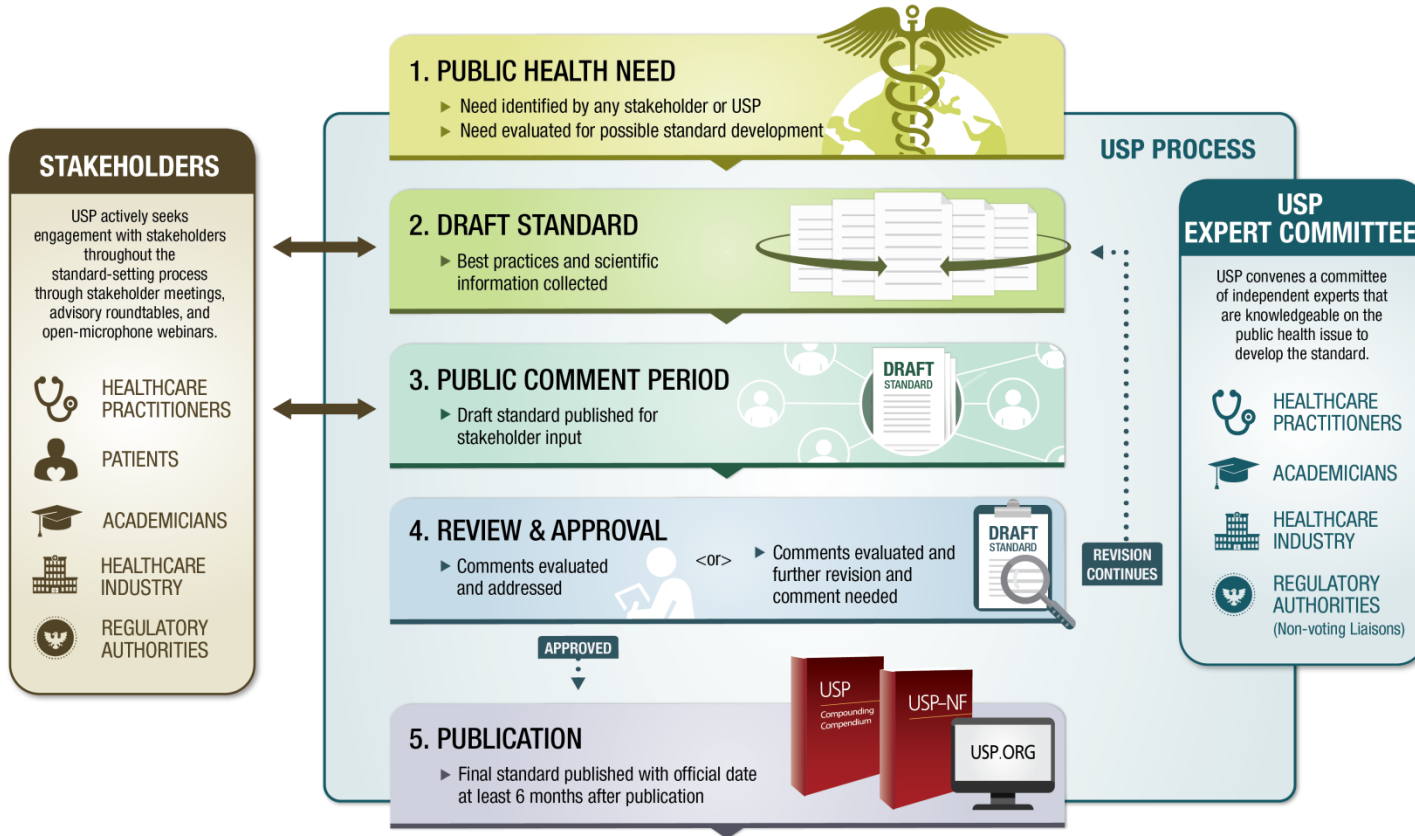 1. PUBLIC HEALTH NEED
► Need identified by any stakeholder or USP
► Need evaluated for possible standard development
USP PROCESS
STAKEHOLDERS
USP actively seeks
engagement with stakeholders
throughout the
standard-setting process
through stakeholder meetings,
advisory roundtables, and
open-microphone webinars.
HEALTHCARE
PRACTITIONERS
PATIENTS
ACADEMICIANS
HEALTHCARE
INDUSTRY
REGULATORY
AUTHORITIES
2. DRAFT STANDARD
► Best practices and scientific
information collected
3. PUBLIC COMMENT PERIOD
► Draft standard published for
stakeholder input
DRAFT
STANDARD
4. REVIEW & APPROVAL
► Comments evaluated
and addressed
<or>
► Comments evaluated and
further revision and
comment needed
DRAFT
STANDARD
REVISION
CONTINUES
APPROVED
5. PUBLICATION
► Final standard published with official date
at least 6 months after publication
USP
Compounding
Compendium
USP–NF
USP.ORG
USP
EXPERT COMMITTEE
USP convenes a committee
of independent experts that
are knowledgeable on the
public health issue to
develop the standard.
HEALTHCARE
PRACTITIONERS
ACADEMICIANS
HEALTHCARE
INDUSTRY
REGULATORY
AUTHORITIES
(Non-voting Liaisons)